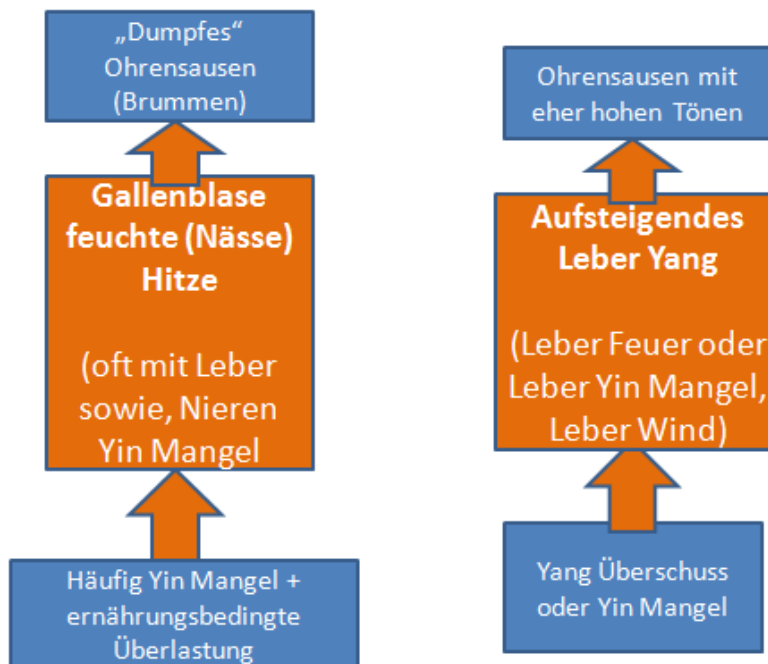 „Dumpfes“
Ohrensausen
(Brummen)
Gallenblase
feuchte (Nässe)
Hitze
(oft mit Leber
sowie, Nieren
Yin Mangel
Häufig Yin Mangel +
ernährungsbedingte
Überlastung
Ohrensausen mit
eher hohen Tönen
Aufsteigendes
Leber Yang
(Leber Feuer oder
Leber Yin Mangel,
Leber Wind)
Yang Überschuss
oder Yin Mangel